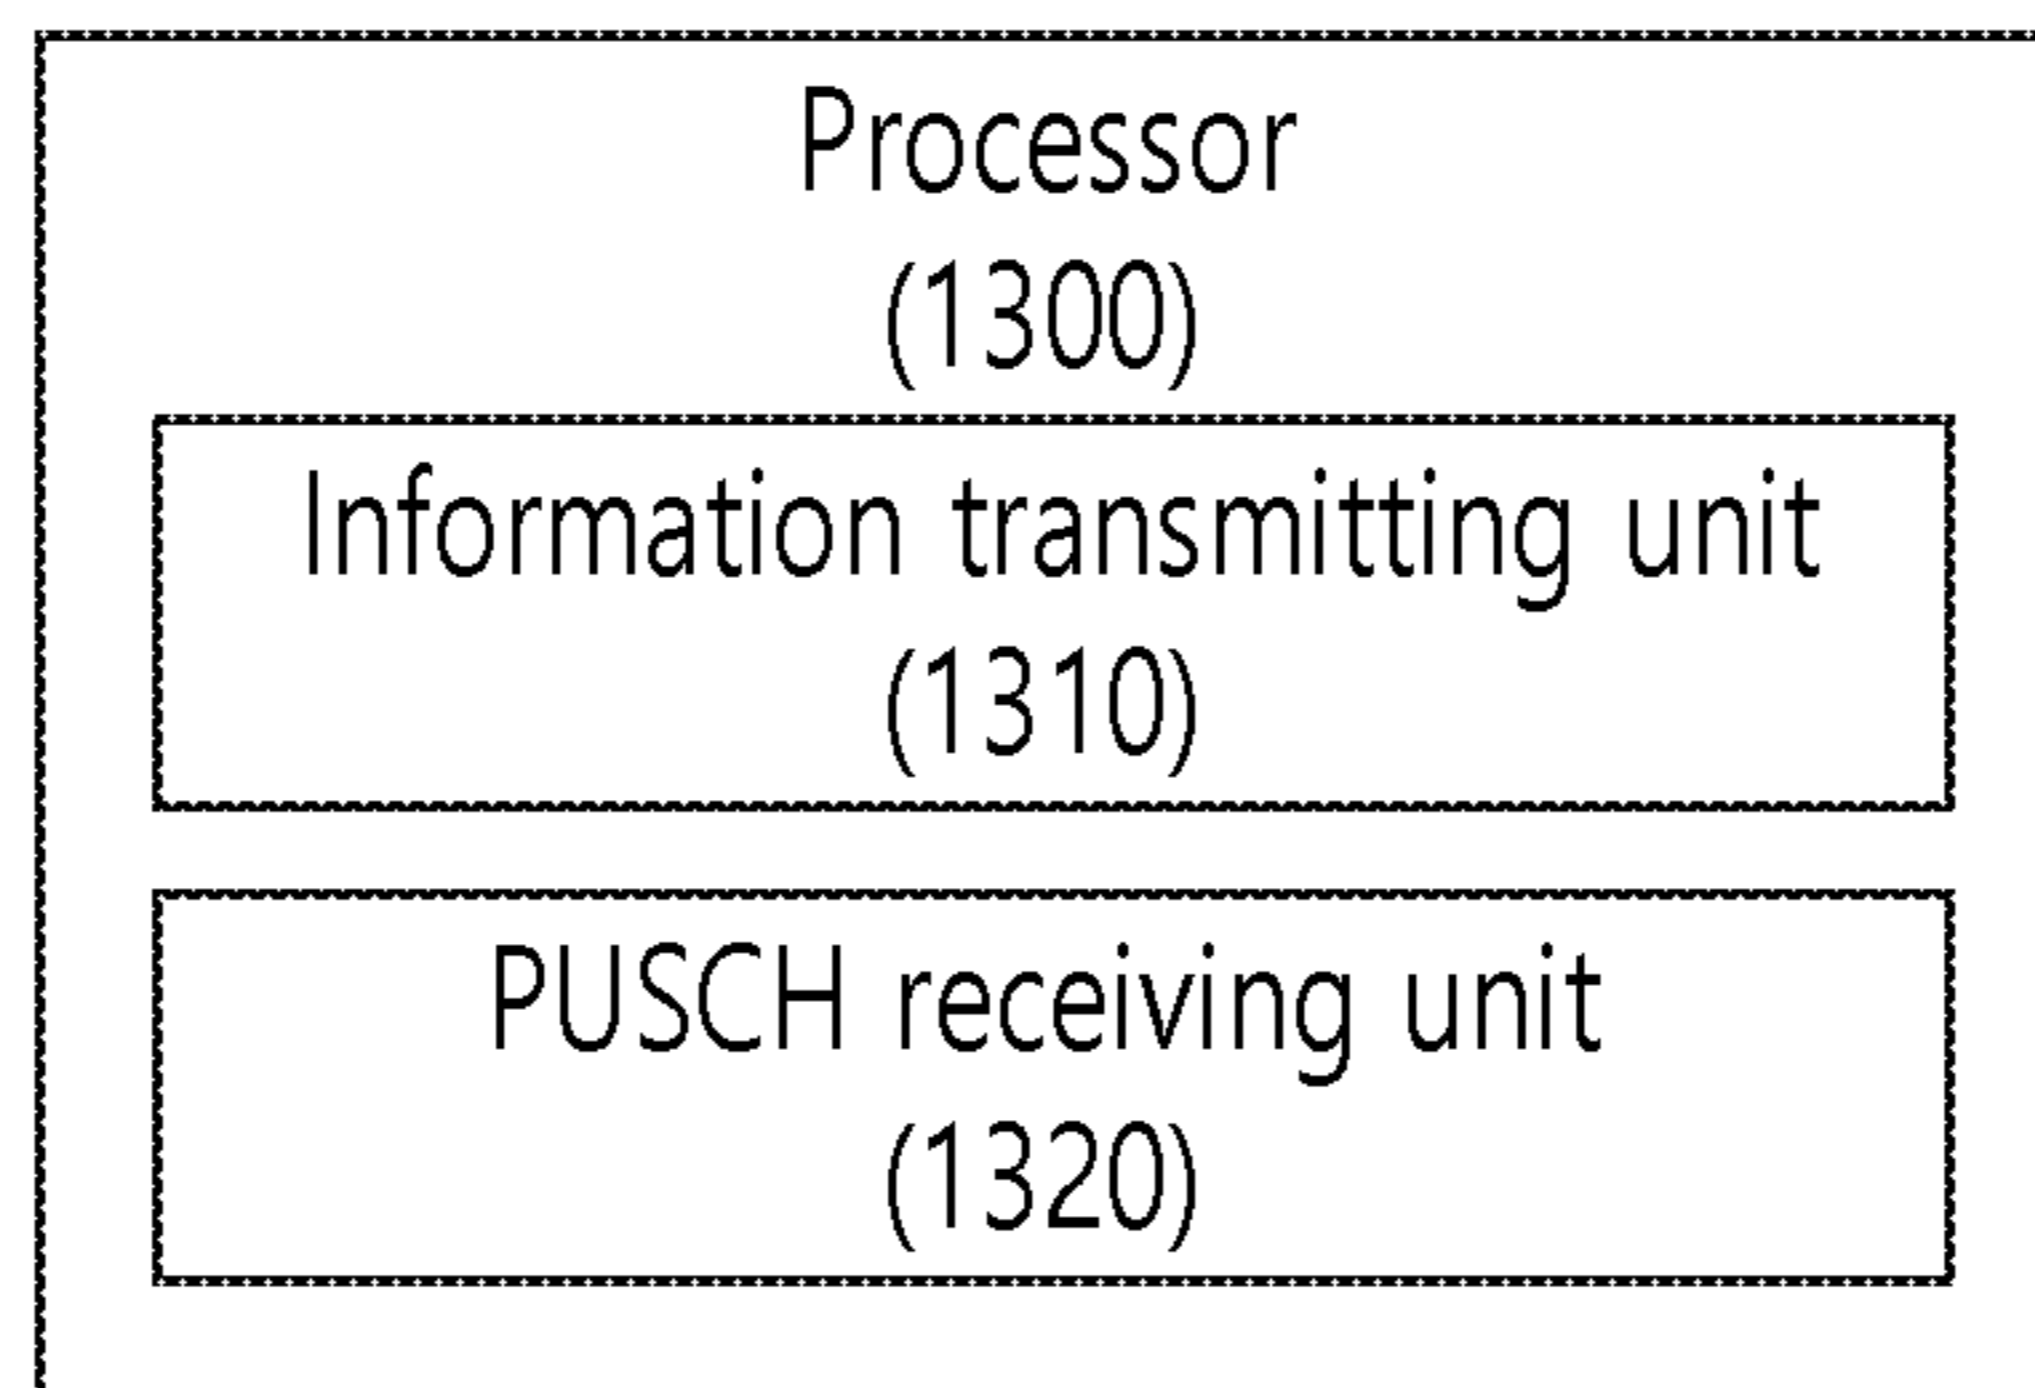 Processor
(1300)
Information transmitting unit
(1310)
PUSCH receiving unit
(1320)